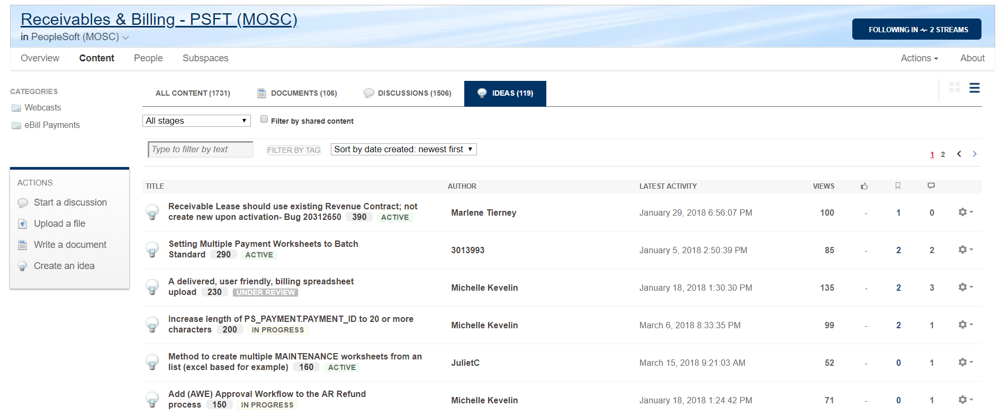 Receivables & Billing - PSFT (MOSC)
in PeopleSoft (MOSC)
FOLLOWING IN 2 STREAMS
Overview Content People Subspaces Actions About
CATEGORIES
Webcasts
eBill Payments
ACTIONS
Start a discussion
Upload a file
Write a document
Create an idea
ALL CONTENT (1731) DOCUMENTS (106) DISCUSSIONS (1506) IDEAS (119)
All stages Filter by shared content
Type to filter by text FILTER BY TAG Sort by date created: newest first
1 2
TITLE AUTHOR LATEST ACTIVITY VIEWS
Receivable Lease should use existing Revenue Contract; not
create new upon activation- Bug 20312650 390 ACTIVE
Marlene Tierney January 29, 2018 6:56:07 PM 100 - 1 0
Setting Multiple Payment Worksheets to Batch
Standard 290 ACTIVE
3013993 January 5, 2018 2:50:39 PM 85 - 2 2
A delivered, user friendly, billing spreadsheet
upload 230 UNDER REVIEW
Michelle Kevelin January 18, 2018 1:30:30 PM 135 - 2 3
Increase length of PS_PAYMENT.PAYMENT_ID to 20 or more
characters 200 IN PROGRESS
Michelle Kevelin March 6, 2018 8:33:35 PM 99 - 2 1
Method to create multiple MAINTENANCE worksheets from an
list (excel based for example) 160 ACTIVE
JulietC March 15, 2018 9:21:03 AM 52 - 0 1
Add (AWE) Approval Workflow to the AR Refund
process 150 IN PROGRESS
Michelle Kevelin January 18, 2018 1:24:42 PM 71 - 0 1